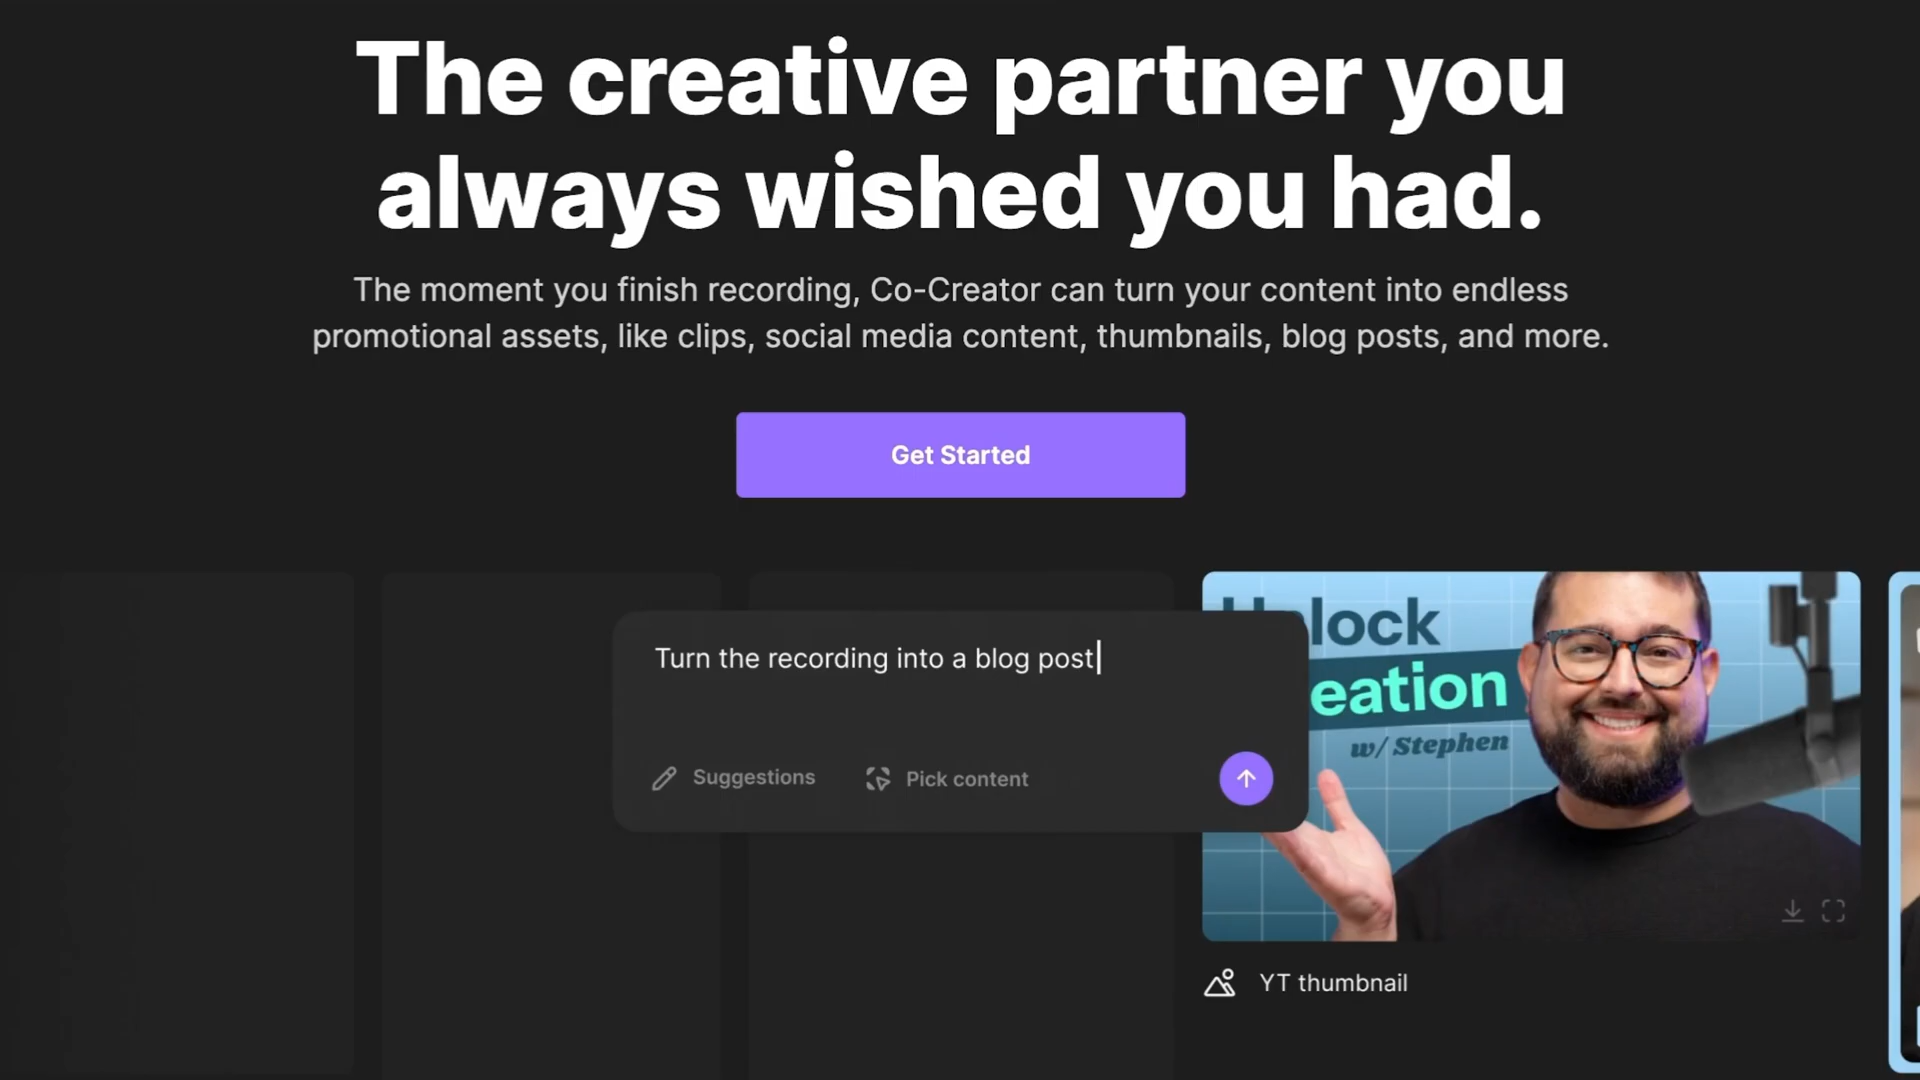 The creative partner you
always wished you had.
The moment you finish recording, Co-Creator can turn your content into endless
promotional assets, like clips, social media content, thumbnails, blog posts, and more.
Get Started
Turn the recording into a blog post
Suggestions
Pick content
w/ Stephen
YT thumbnail